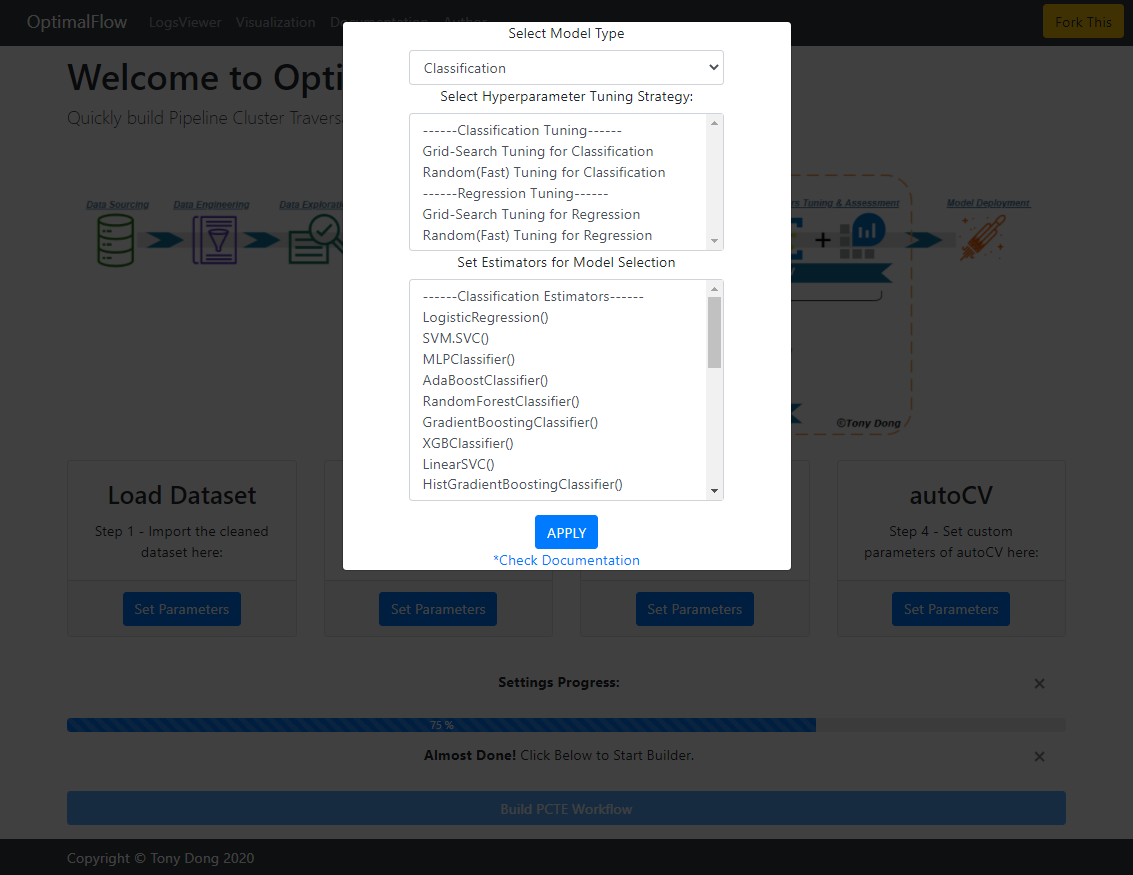 OptimalFlow LogsViewer Visualization Documentation Author Fork This
Select Model Type
Classification
Welcome to Opti
Select Hyperparameter Tuning Strategy:
Quickly build Pipeline Cluster Travers
------Classification Tuning------
Grid-Search Tuning for Classification
Random(Fast) Tuning for Classification
------Regression Tuning------
Grid-Search Tuning for Regression
Random(Fast) Tuning for Regression
Data Sourcing Data Engineering Data Explorat
rs Tuning & Assessment Model Deployment
Set Estimators for Model Selection
------Classification Estimators------
LogisticRegression()
SVM.SVC()
MLPClassifier()
AdaBoostClassifier()
RandomForestClassifier()
GradientBoostingClassifier()
XGBClassifier()
LinearSVC()
HistGradientBoostingClassifier()
©Tony Dong
APPLY
*Check Documentation
Load Dataset
Step 1 - Import the cleaned
dataset here:
Set Parameters
Set Parameters
Set Parameters
autoCV
Step 4 - Set custom
parameters of autoCV here:
Set Parameters
Settings Progress: ×
75 %
Almost Done! Click Below to Start Builder. ×
Build PCTE Workflow
Copyright © Tony Dong 2020